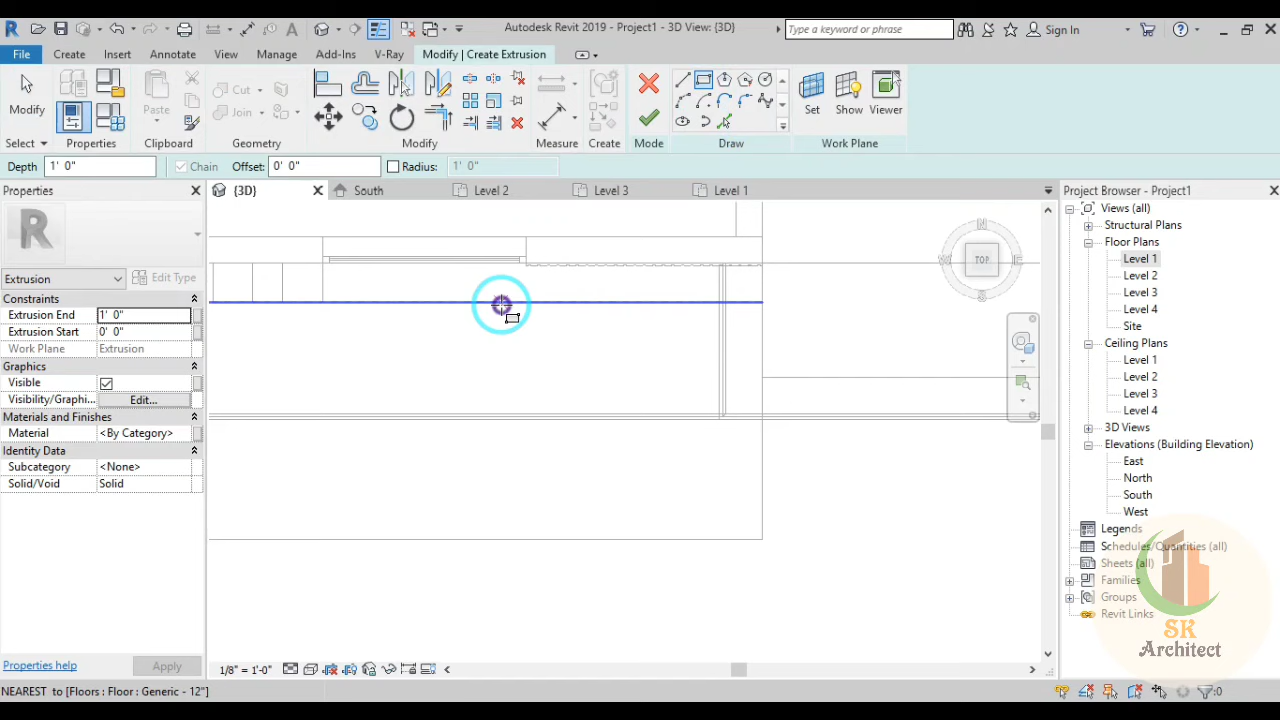 Autodesk Revit 2019 - Project1 - 3D View: {3D}
Type a keyword or phrase
Sign In
File
Create
Insert
Annotate
View
Manage
Add-Ins
V-Ray
Modify | Create Extrusion
Modify
Paste
Cut
Join
Set
Show
Viewer
Select
Properties
Clipboard
Geometry
Modify
Measure
Create
Mode
Draw
Work Plane
Depth 1' 0"
Chain
Offset: 0' 0"
Radius: 1' 0"
Properties
{3D}
South
Level 2
Level 3
Level 1
Project Browser - Project1
R
Extrusion
Edit Type
Constraints
Extrusion End 1' 0"
Extrusion Start 0' 0"
Work Plane Extrusion
Graphics
Visible
Visibility/Graphi... Edit...
Materials and Finishes
Material <By Category>
Identity Data
Subcategory <None>
Solid/Void Solid
Properties help
Apply
TOP
Views (all)
Structural Plans
Floor Plans
Level 1
Level 2
Level 3
Level 4
Site
Ceiling Plans
Level 1
Level 2
Level 3
Level 4
3D Views
Elevations (Building Elevation)
East
North
South
West
Legends
Schedules/Quantities (all)
Sheets (all)
Families
Groups
Revit Links
SK
Architect
1/8" = 1'-0"
NEAREST to [Floors : Floor : Generic - 12"]
:0